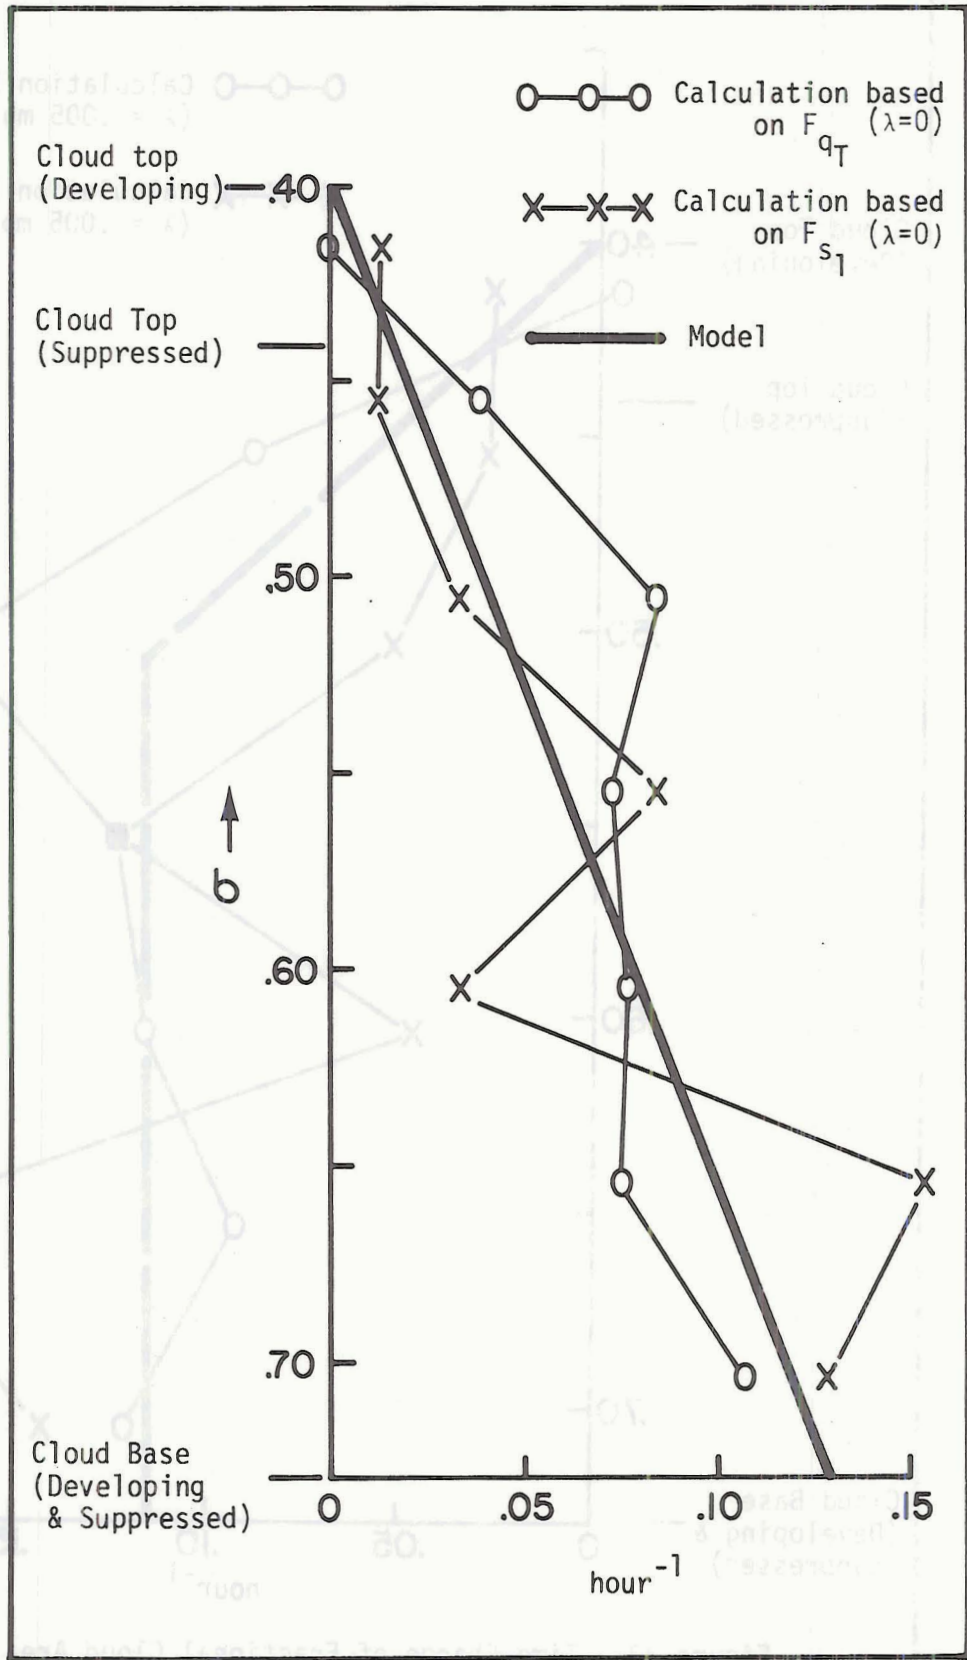 Calculation based
on F_qT (λ=0)
Cloud top
(Developing)
.40
Calculation based
on F_s1 (λ=0)
Cloud Top
(Suppressed)
Model
.50
σ
.60
.70
Cloud Base
(Developing
& Suppressed)
0 .05 .10 .15
hour⁻¹